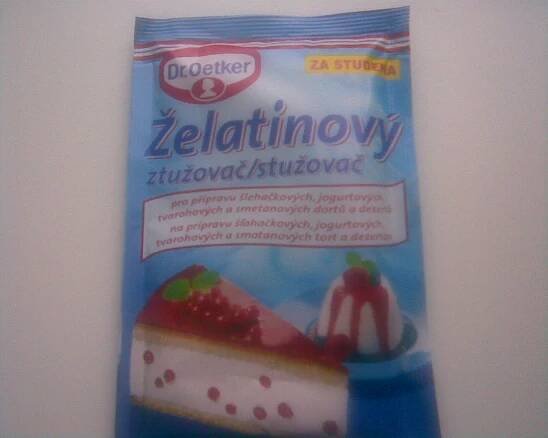 Dr.Oetker
ZA STUDENA
Želatinový
ztužovač/stužovač
pro přípravu šlehačkových, jogurtových,
tvarohových a smetanových dortů a desertů
na prípravu šľahačkových, jogurtových,
tvarohových a smotanových tort a dezertov